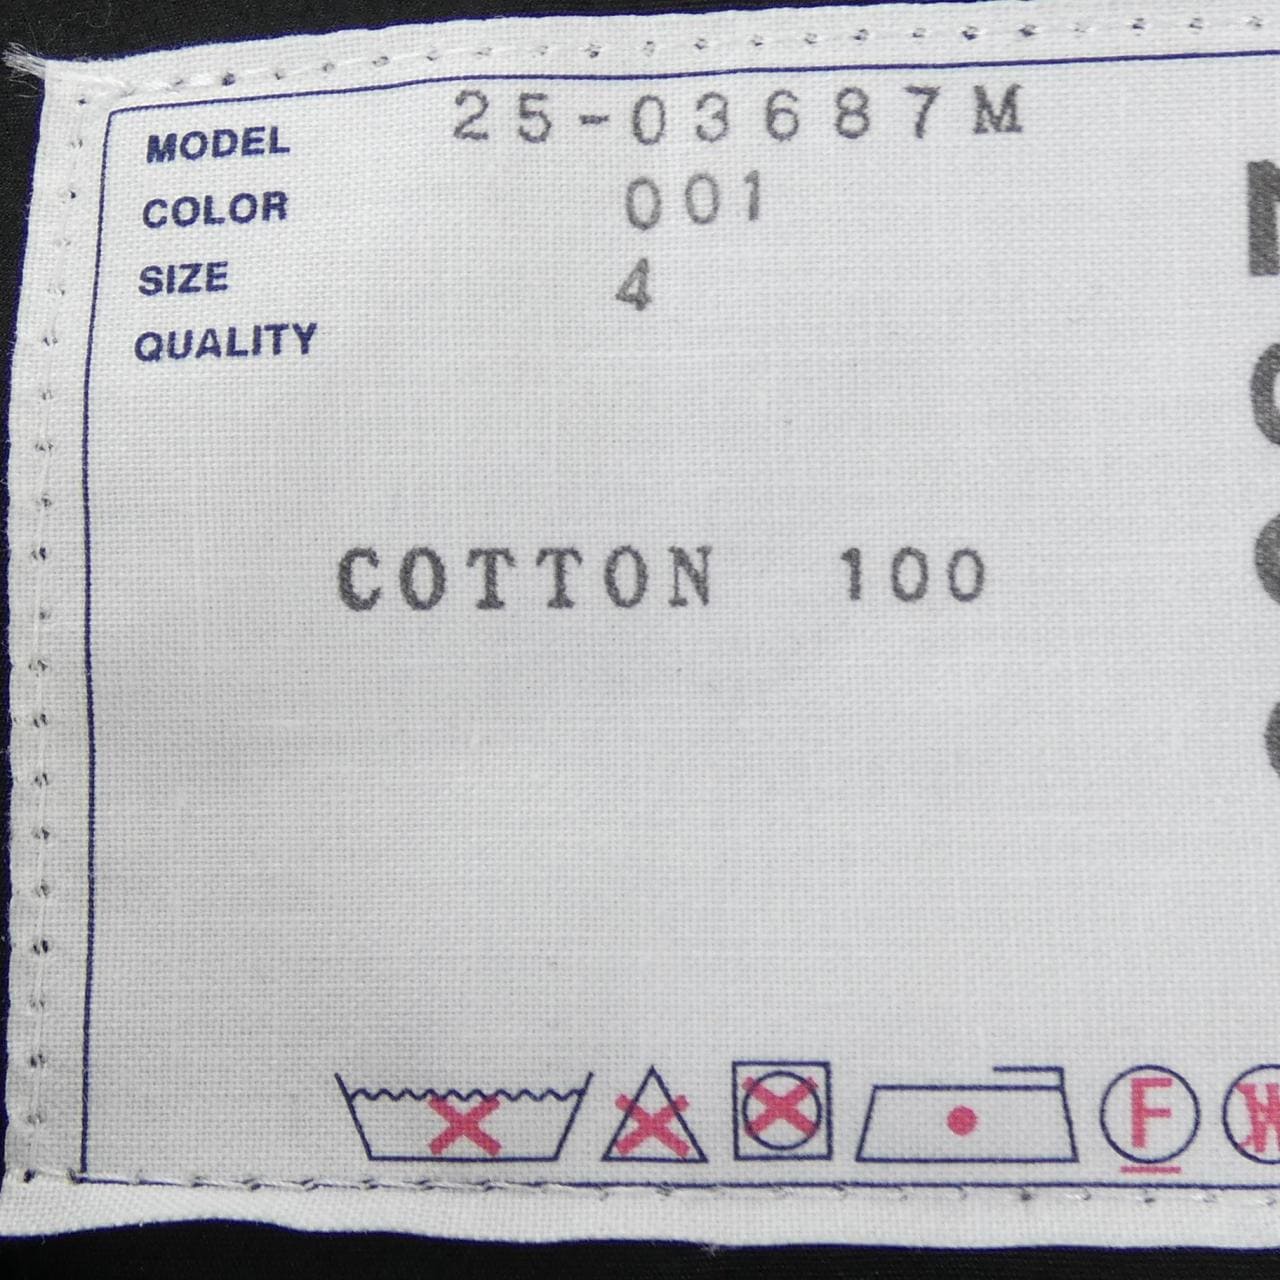 MODEL 25-03687M
COLOR 001
SIZE 4
QUALITY
COTTON 100
F